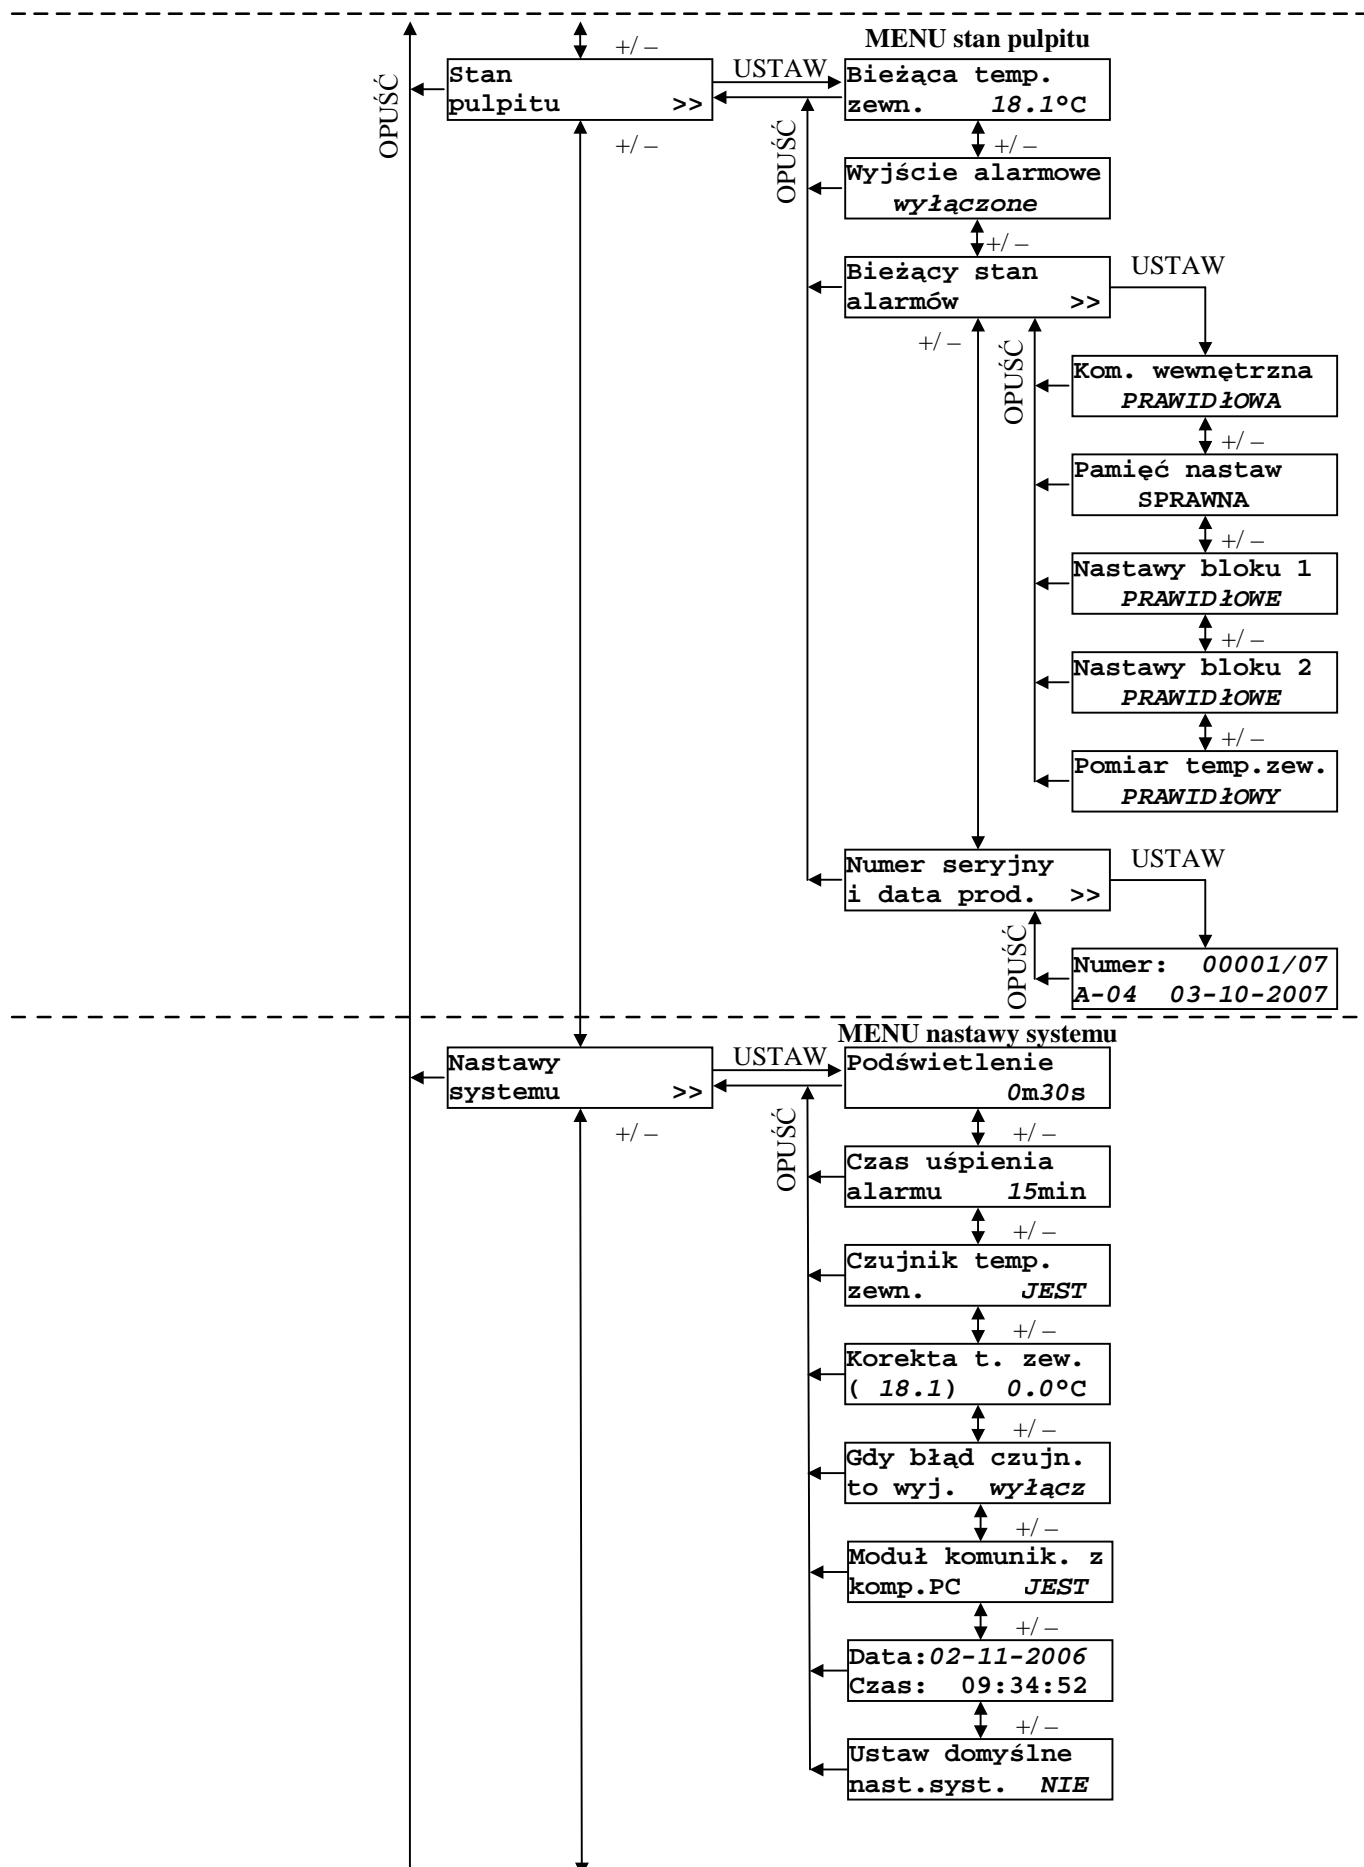 MENU stan pulpitu
+/ –
Stan
pulpitu >>
USTAW
OPUŚĆ
Bieżąca temp.
zewn. 18.1°C
+/ –
OPUŚĆ
+/ –
Wyjście alarmowe
wyłączone
+/ –
Bieżący stan
alarmów >>
USTAW
+/ –
OPUŚĆ
Kom. wewnętrzna
PRAWIDŁOWA
+/ –
Pamięć nastaw
SPRAWNA
+/ –
Nastawy bloku 1
PRAWIDŁOWE
+/ –
Nastawy bloku 2
PRAWIDŁOWE
+/ –
Pomiar temp.zew.
PRAWIDŁOWY
Numer seryjny
i data prod. >>
USTAW
OPUŚĆ
Numer: 00001/07
A-04 03-10-2007
MENU nastawy systemu
Nastawy
systemu >>
USTAW
Podświetlenie
0m30s
+/ –
OPUŚĆ
+/ –
Czas uśpienia
alarmu 15min
+/ –
Czujnik temp.
zewn. JEST
+/ –
Korekta t. zew.
( 18.1) 0.0°C
+/ –
Gdy błąd czujn.
to wyj. wyłącz
+/ –
Moduł komunik. z
komp.PC JEST
+/ –
Data:02-11-2006
Czas: 09:34:52
+/ –
Ustaw domyślne
nast.syst. NIE